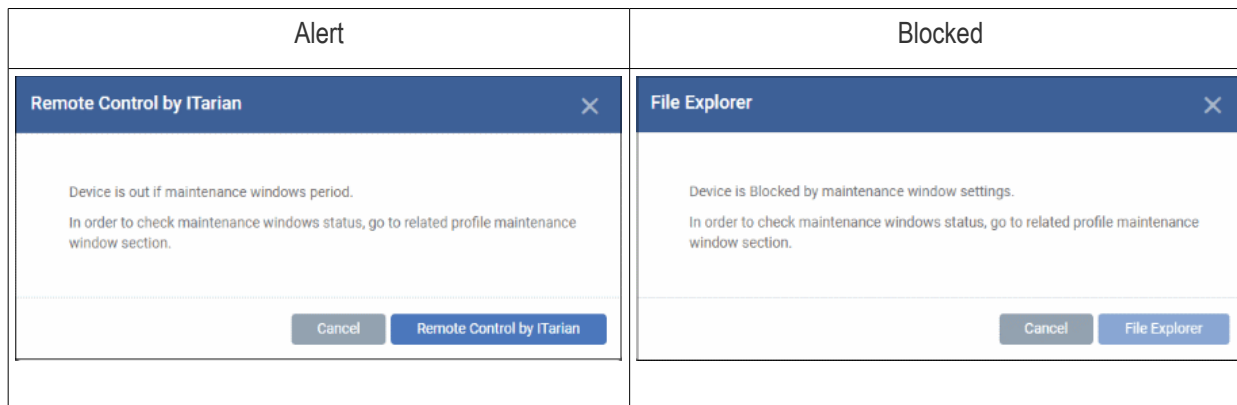 Alert
Blocked
Remote Control by ITarian
File Explorer
Device is out if maintenance windows period.
In order to check maintenance windows status, go to related profile maintenance
window section.
Device is Blocked by maintenance window settings.
In order to check maintenance windows status, go to related profile maintenance
window section.
Cancel
Remote Control by ITarian
Cancel
File Explorer